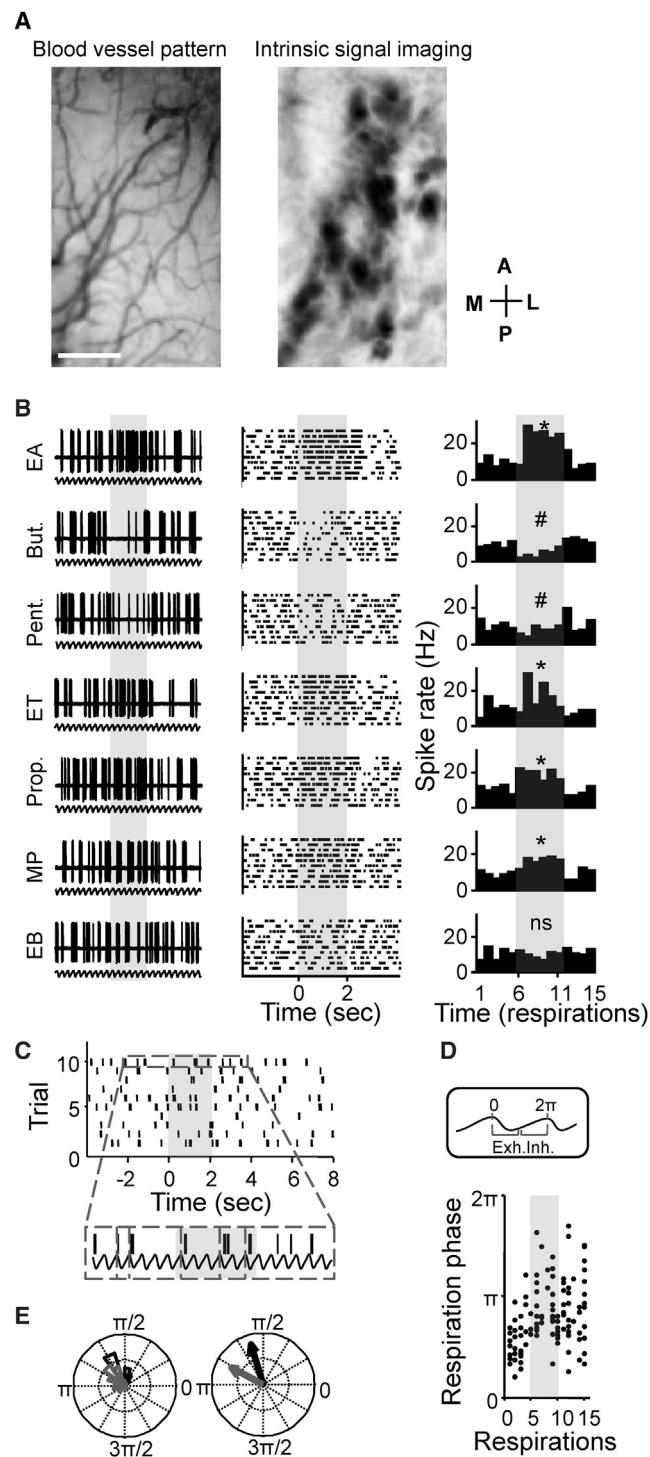 A
Blood vessel pattern
Intrinsic signal imaging
A
M L
P
B
EA
20
0
*
But.
20
0
#
Pent.
20
0
#
ET
20
0
*
Prop.
20
0
*
MP
20
0
*
EB
20
0
ns
Spike rate (Hz)
0 2
Time (sec)
1 6 11 15
Time (respirations)
C
10
5
0
Trial
-2 0 2 4 6 8
Time (sec)
D
0 2π
Exh.Inh.
2π
π
0
Respiration phase
0 5 10 15
Respirations
E
π/2
π
0
3π/2
π/2
π
0
3π/2